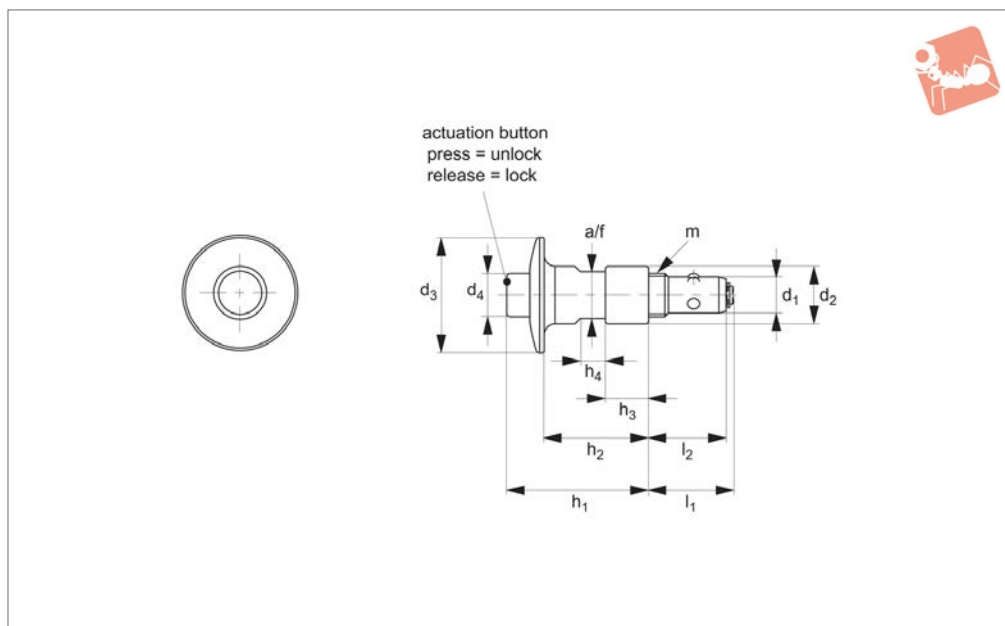 actuation button
press = unlock
release = lock
a/f
m
d₃
d₄
d₁
d₂
h₄
h₃
h₂
l₂
h₁
l₁